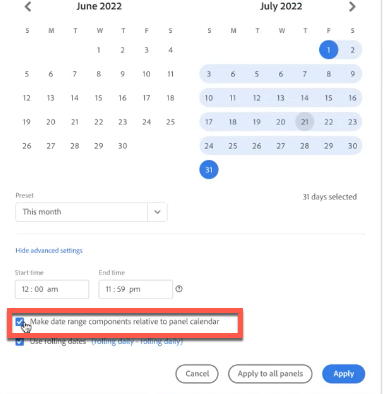 June 2022 July 2022
S M T W T F S S M T W T F S
1 2 3 4 1 2
5 6 7 8 9 10 11 3 4 5 6 7 8 9
12 13 14 15 16 17 18 10 11 12 13 14 15 16
19 20 21 22 23 24 25 17 18 19 20 21 22 23
26 27 28 29 30 24 25 26 27 28 29 30
31
Preset
This month
31 days selected
Hide advanced settings
Start time End time
12 : 00 am 11 : 59 pm
Make date range components relative to panel calendar
Use rolling dates (rolling daily - rolling daily)
Cancel Apply to all panels Apply